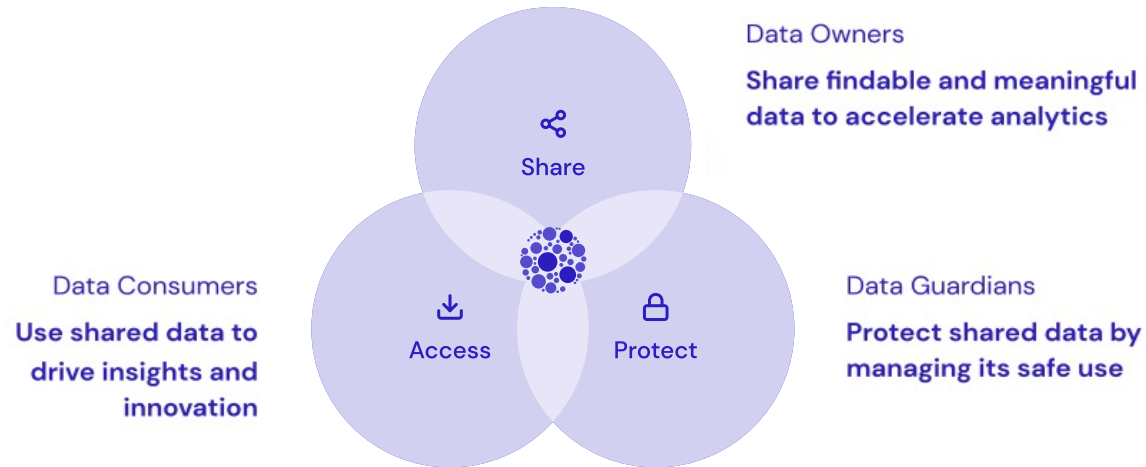 Data Owners
Share findable and meaningful
data to accelerate analytics
Share
Data Consumers
Use shared data to
drive insights and
innovation
Access
Protect
Data Guardians
Protect shared data by
managing its safe use